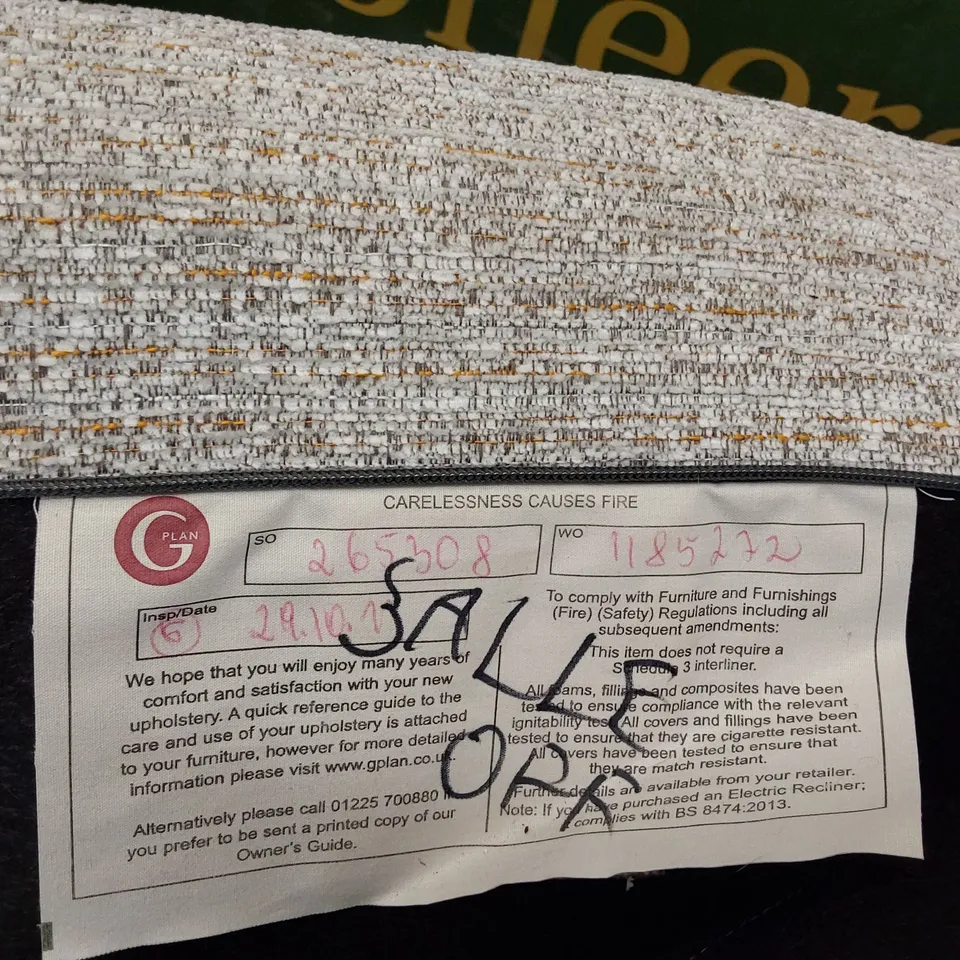 CARELESSNESS CAUSES FIRE
G PLAN
SO 265308
WO 1185272
Insp/Date
6 29.10.
We hope that you will enjoy many years of
comfort and satisfaction with your new
upholstery. A quick reference guide to the
care and use of your upholstery is attached
to your furniture, however for more detailed
information please visit www.gplan.co.uk.
Alternatively please call 01225 700880 if
you prefer to be sent a printed copy of our
Owner's Guide.
To comply with Furniture and Furnishings
(Fire) (Safety) Regulations including all
subsequent amendments:
This item does not require a
Schedule 3 interliner.
All foams, fillings and composites have been
tested to ensure compliance with the relevant
ignitability test. All covers and fillings have been
tested to ensure that they are cigarette resistant.
All covers have been tested to ensure that
they are match resistant.
Further details are available from your retailer.
Note: If you have purchased an Electric Recliner;
complies with BS 8474:2013.
SALLE